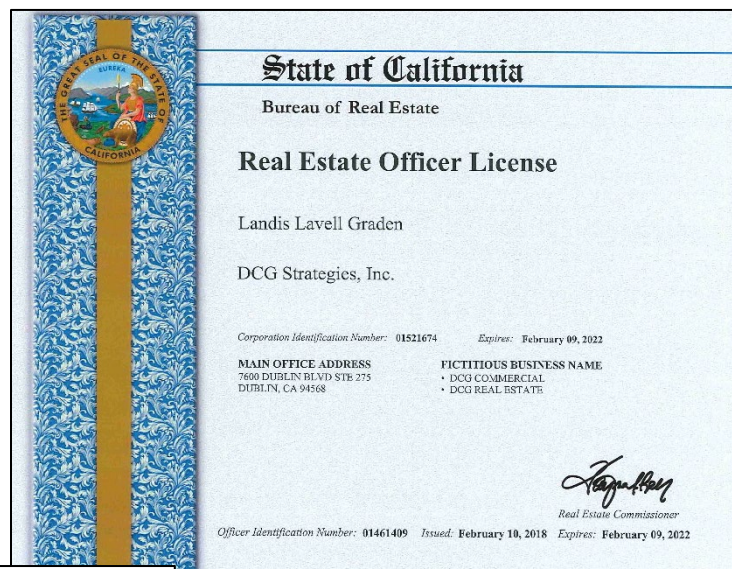 THE GREAT SEAL OF THE STATE OF CALIFORNIA
EUREKA
State of California
Bureau of Real Estate
Real Estate Officer License
Landis Lavell Graden
DCG Strategies, Inc.
Corporation Identification Number: 01521674 Expires: February 09, 2022
MAIN OFFICE ADDRESS
7600 DUBLIN BLVD STE 275
DUBLIN, CA 94568
FICTITIOUS BUSINESS NAME
• DCG COMMERCIAL
• DCG REAL ESTATE
Real Estate Commissioner
Officer Identification Number: 01461409 Issued: February 10, 2018 Expires: February 09, 2022